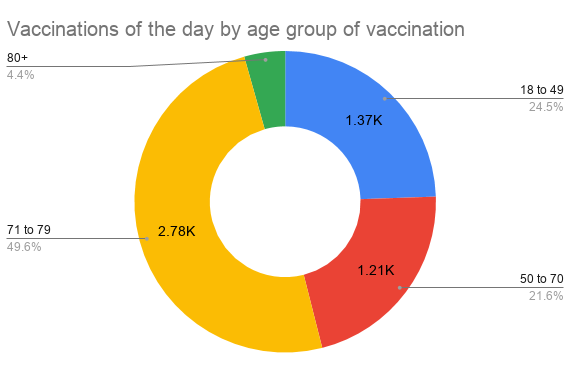 Vaccinations of the day by age group of vaccination
80+
4.4%
18 to 49
24.5%
1.37K
71 to 79
49.6%
2.78K
1.21K
50 to 70
21.6%